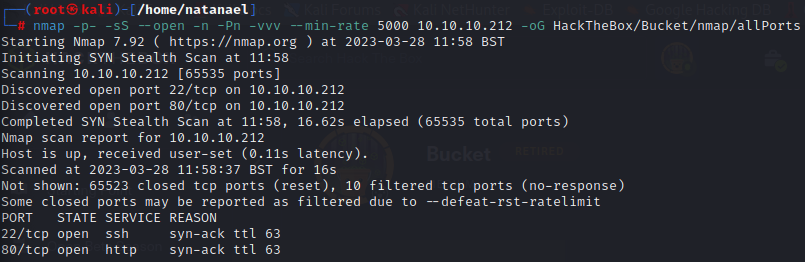 ┌──(root㉿kali)-[/home/natanael]
└─# nmap -p- -sS --open -n -Pn -vvv --min-rate 5000 10.10.10.212 -oG HackTheBox/Bucket/nmap/allPorts
Starting Nmap 7.92 ( https://nmap.org ) at 2023-03-28 11:58 BST
Initiating SYN Stealth Scan at 11:58
Scanning 10.10.10.212 [65535 ports]
Discovered open port 22/tcp on 10.10.10.212
Discovered open port 80/tcp on 10.10.10.212
Completed SYN Stealth Scan at 11:58, 16.62s elapsed (65535 total ports)
Nmap scan report for 10.10.10.212
Host is up, received user-set (0.11s latency).
Bucket RETIRED
Scanned at 2023-03-28 11:58:37 BST for 16s
Not shown: 65523 closed tcp ports (reset), 10 filtered tcp ports (no-response)
Some closed ports may be reported as filtered due to --defeat-rst-ratelimit
PORT   STATE SERVICE REASON
22/tcp open  ssh     syn-ack ttl 63
80/tcp open  http    syn-ack ttl 63